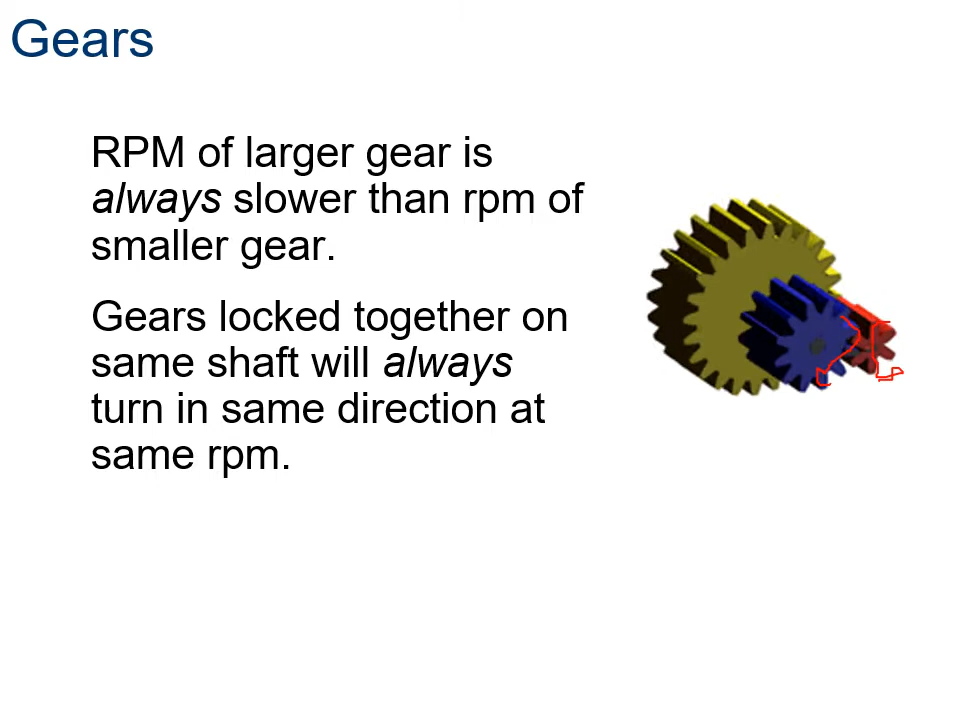 Gears
RPM of larger gear is
always slower than rpm of
smaller gear.
Gears locked together on
same shaft will always
turn in same direction at
same rpm.